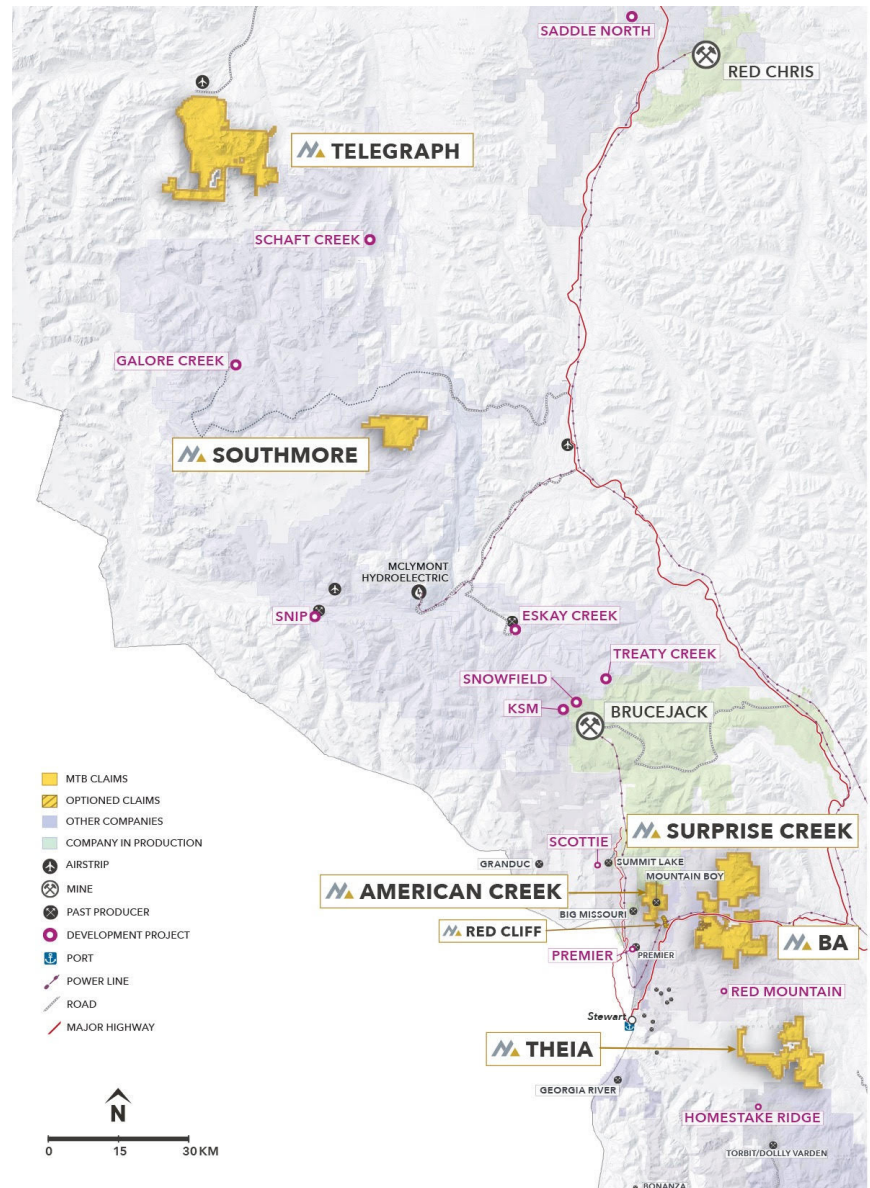 SADDLE NORTH
RED CHRIS
TELEGRAPH
SCHAFT CREEK
GALORE CREEK
SOUTHMORE
MCLYMONT
HYDROELECTRIC
SNIP
ESKAY CREEK
TREATY CREEK
SNOWFIELD
KSM
BRUCEJACK
MTB CLAIMS
OPTIONED CLAIMS
OTHER COMPANIES
COMPANY IN PRODUCTION
AIRSTRIP
MINE
PAST PRODUCER
DEVELOPMENT PROJECT
PORT
POWER LINE
ROAD
MAJOR HIGHWAY
N
0 15 30 KM
SURPRISE CREEK
SCOTTIE
GRANDUC
SUMMIT LAKE
MOUNTAIN BOY
AMERICAN CREEK
BIG MISSOURI
RED CLIFF
BA
PREMIER
PREMIER
RED MOUNTAIN
Stewart
THEIA
GEORGIA RIVER
HOMESTAKE RIDGE
TORBIT/DOLLLY VARDEN
BONANZA